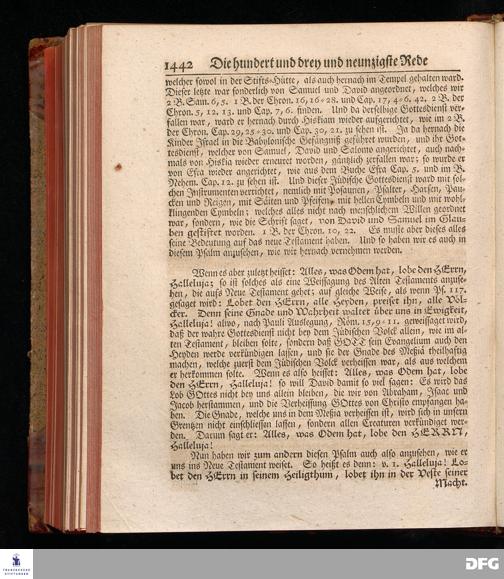 1442 Die hundert und drey und neunzigste Rede
welcher sowol in der Stifts-Hütte, als auch hernach im Tempel gehalten ward.
Dieser letzte war sonderlich von Samuel und David angeordnet, welches wir
2 B. Sam. 6, 5. 1 B. der Chron. 16, 16-28. und Cap. 17, 4-6. 42. 2 B. der
Chron. 5, 12. 13. und Cap. 7, 6. finden. Und da derselbige Gottesdienst ver-
fallen war, ward er hernach durch Hiskiam wieder aufgerichtet, wie im 2 B.
der Chron. Cap. 29, 25-30. und Cap. 30, 21. zu sehen ist. Ja da hernach die
Kinder Israel in die Babylonische Gefängniß geführet wurden, und ihr Got-
tesdienst, welcher von Samuel, David und Salomo angerichtet, auch nach-
mals von Hiskia wieder erneuret worden, gäntzlich zerfallen war; so wurde er
von Esra wieder angerichtet, wie aus dem Buche Esra Cap. 5. und im B.
Nehem. Cap. 12. zu sehen ist. Und dieser Jüdische Gottesdienst ward mit sol-
chen Instrumenten verrichtet, nemlich mit Posaunen, Psalter, Harfen, Pau-
cken und Reigen, mit Säiten und Pfeifen, mit hellen Cymbeln und mit wohl-
klingenden Cymbeln; welches alles nicht nach menschlichem Willen geordnet
war, sondern, wie die Schrift saget, von David und Samuel im Glau-
ben gestiftet worden. 1 B. der Chron. 10, 22. Es muste aber dieses alles
seine Bedeutung auf das neue Testament haben. Und so haben wir es auch in
diesem Psalm anzusehen, wie wir hernach vernehmen werden.
Wenn es aber zuletzt heisset: Alles, was Odem hat, lobe den HErrn,
Halleluja; so ist solches als eine Weissagung des Alten Testaments anzuse-
hen, die aufs Neue Testament gehet; auf gleiche Weise, als wenn Ps. 117.
gesaget wird: Lobet den HErrn, alle Heyden, preiset ihn, alle Völ-
cker. Denn seine Gnade und Wahrheit waltet über uns in Ewigkeit,
Halleluja! alwo, nach Pauli Auslegung, Röm. 15, 9-11. geweissaget wird,
daß der wahre Gottesdienst nicht bey dem Jüdischen Volck allein, wie im al-
ten Testament, bleiben solte, sondern daß GOTT sein Evangelium auch den
Heyden werde verkündigen lassen, und sie der Gnade des Meßiä theilhaftig
machen, welche zuerst dem Jüdischen Volck verheissen war, als aus welchem
er herkommen solte. Wenn es also heisset: Alles, was Odem hat, lobe
den HErrn, Halleluja! so will David damit so viel sagen: Es wird das
Lob GOttes nicht bey uns allein bleiben, die wir von Abraham, Isaac und
Jacob herstammen, und die Verheissung GOttes von Christo empfangen ha-
ben. Die Gnade, welche uns in dem Meßia verheissen ist, wird sich in unsern
Grentzen nicht einschliessen lassen, sondern allen Creaturen verkündiget wer-
den. Darum sagt er: Alles, was Odem hat, lobe den HERRN,
Halleluja!
Nun haben wir zum andern diesen Psalm auch also anzusehen, wie er
uns ins Neue Testament weiset. So heißt es denn: v. 1. Halleluja! Lo-
bet den HErrn in seinem Heiligthum, lobet ihn in der Veste seiner
Macht.
FRANCKESCHE
STIFTUNGEN
DFG